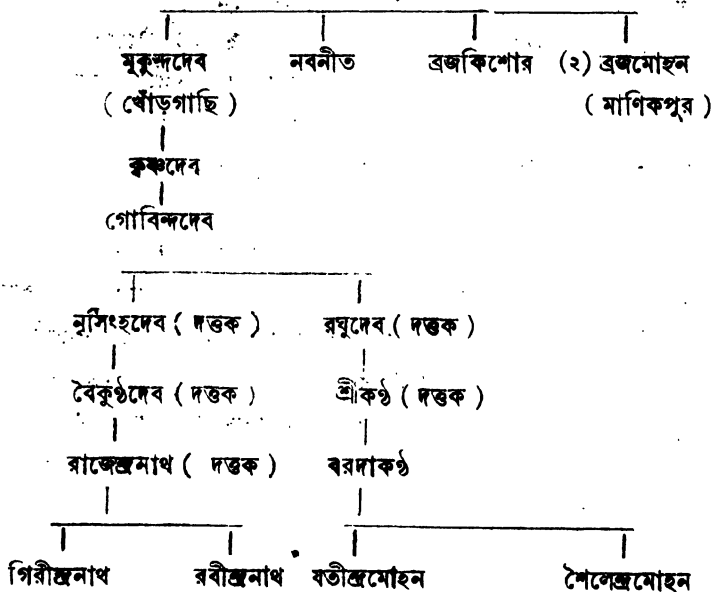 মুকুন্দদেব নবনীত ব্রজকিশোর (২) ব্রজমোহন
( খোঁড়গাছি ) ( মাণিকপুর )
কৃষ্ণদেব
গোবিন্দদেব
নৃসিংহদেব ( দত্তক ) রঘুদেব ( দত্তক )
বৈকুণ্ঠদেব ( দত্তক ) শ্রীকণ্ঠ ( দত্তক )
রাজেন্দ্রনাথ ( দত্তক ) বরদাকণ্ঠ
গিরীন্দ্রনাথ রবীন্দ্রনাথ যতীন্দ্রমোহন শৈলেন্দ্রমোহন